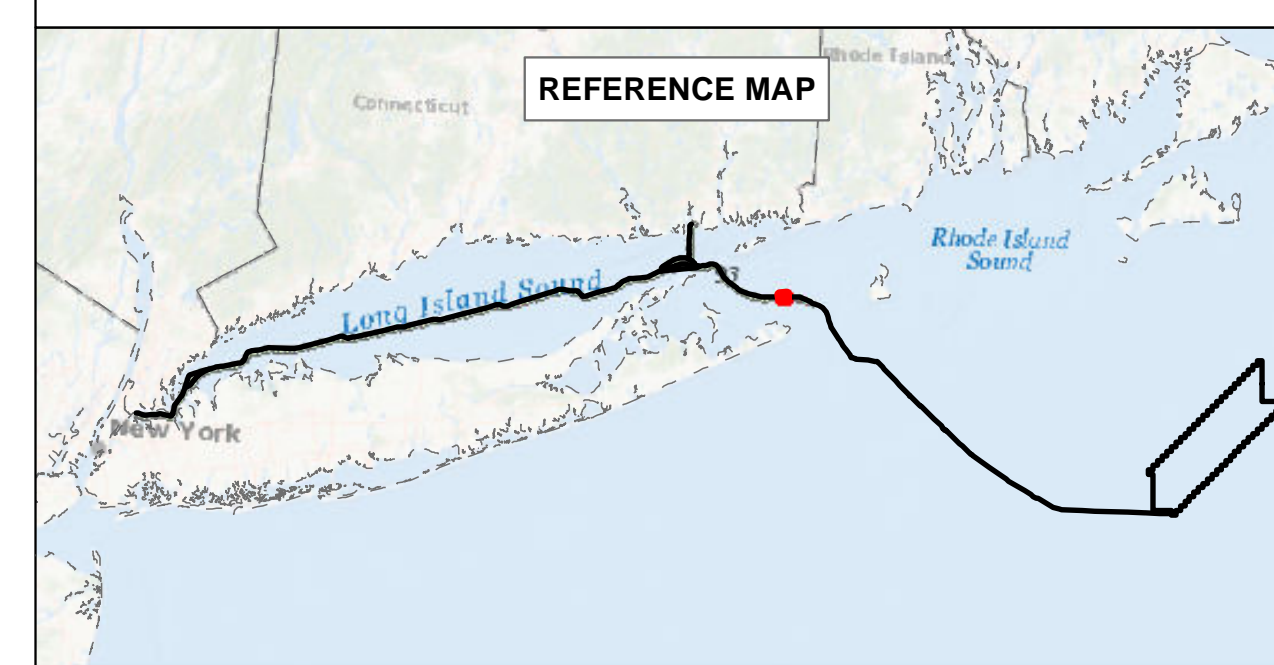 Rhode Island
REFERENCE MAP
Connecticut
Rhode Island
Sound
Long Island Sound
New York